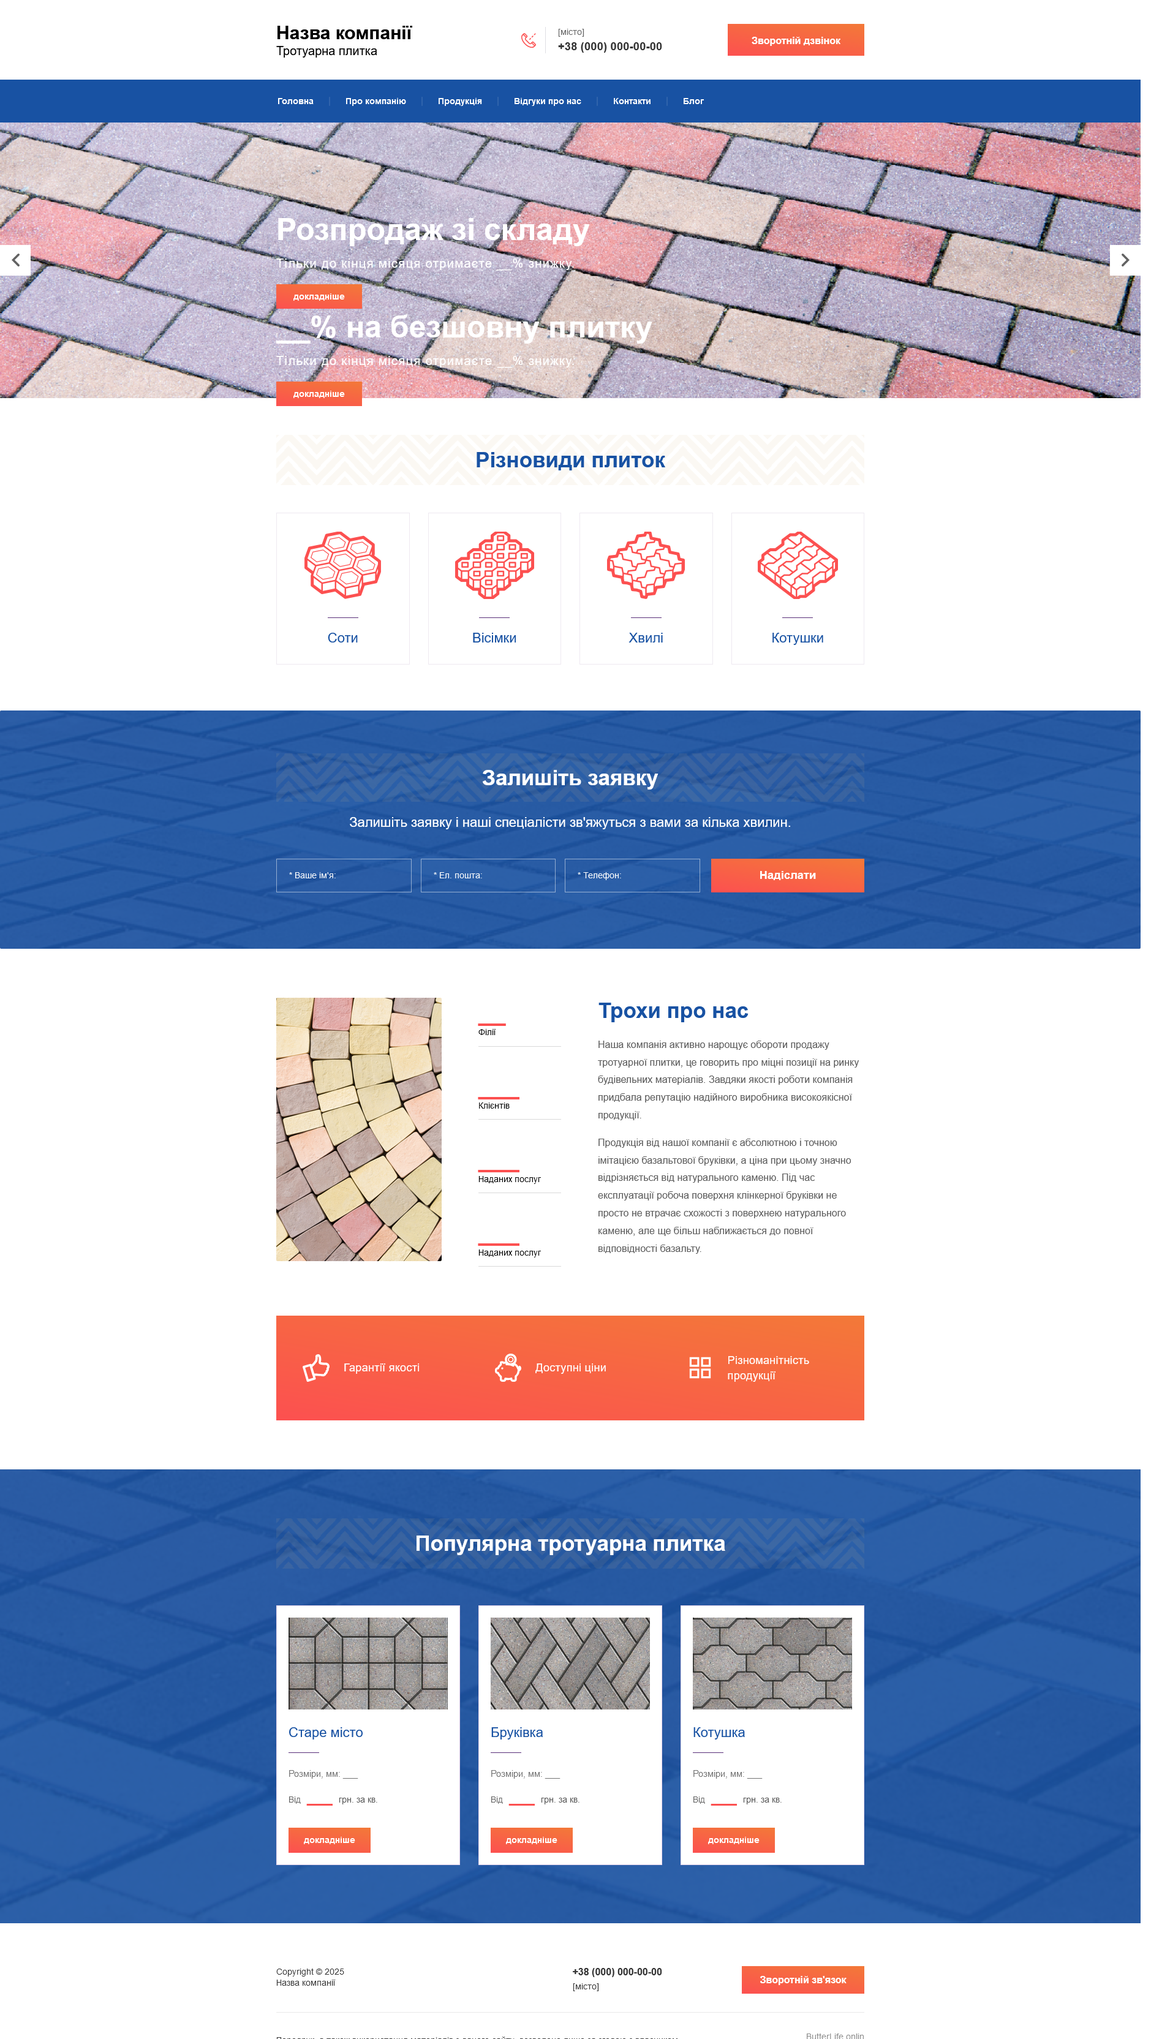 Назва компанії
Тротуарна плитка
[місто]
+38 (000) 000-00-00
Зворотній дзвінок
Головна
Про компанію
Продукція
Відгуки про нас
Контакти
Блог
Розпродаж зі складу
Тільки до кінця місяця отримаєте __% знижку.
докладніше
__% на безшовну плитку
Тільки до кінця місяця отримаєте __% знижку.
докладніше
Різновиди плиток
Соти
Вісімки
Хвилі
Котушки
Залишіть заявку
Залишіть заявку і наші спеціалісти зв'яжуться з вами за кілька хвилин.
* Ваше ім'я:
* Ел. пошта:
* Телефон:
Надіслати
Філії
Клієнтів
Наданих послуг
Наданих послуг
Трохи про нас
Наша компанія активно нарощує обороти продажу
тротуарної плитки, це говорить про міцні позиції на ринку
будівельних матеріалів. Завдяки якості роботи компанія
придбала репутацію надійного виробника високоякісної
продукції.
Продукція від нашої компанії є абсолютною і точною
імітацією базальтової бруківки, а ціна при цьому значно
відрізняється від натурального каменю. Під час
експлуатації робоча поверхня клінкерної бруківки не
просто не втрачає схожості з поверхнею натурального
каменю, але ще більш наближається до повної
відповідності базальту.
Гарантії якості
Доступні ціни
Різноманітність
продукції
Популярна тротуарна плитка
Старе місто
Розміри, мм: ___
Від ___ грн. за кв.
докладніше
Бруківка
Розміри, мм: ___
Від ___ грн. за кв.
докладніше
Котушка
Розміри, мм: ___
Від ___ грн. за кв.
докладніше
Copyright © 2025
Назва компанії
+38 (000) 000-00-00
[місто]
Зворотній зв'язок